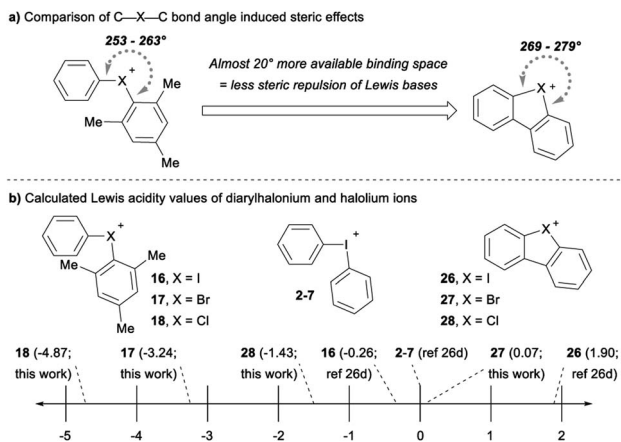 a) Comparison of C—X—C bond angle induced steric effects
253 - 263°
X+
Me
Me
Me
Almost 20° more available binding space
= less steric repulsion of Lewis bases
269 - 279°
X+
b) Calculated Lewis acidity values of diarylhalonium and halolium ions
X+
Me
Me
Me
16, X = I
17, X = Br
18, X = Cl
I+
2-7
X+
26, X = I
27, X = Br
28, X = Cl
18 (-4.87; this work)
17 (-3.24; this work)
28 (-1.43; this work)
16 (-0.26; ref 26d)
2-7 (ref 26d)
27 (0.07; this work)
26 (1.90; ref 26d)
-5 -4 -3 -2 -1 0 1 2